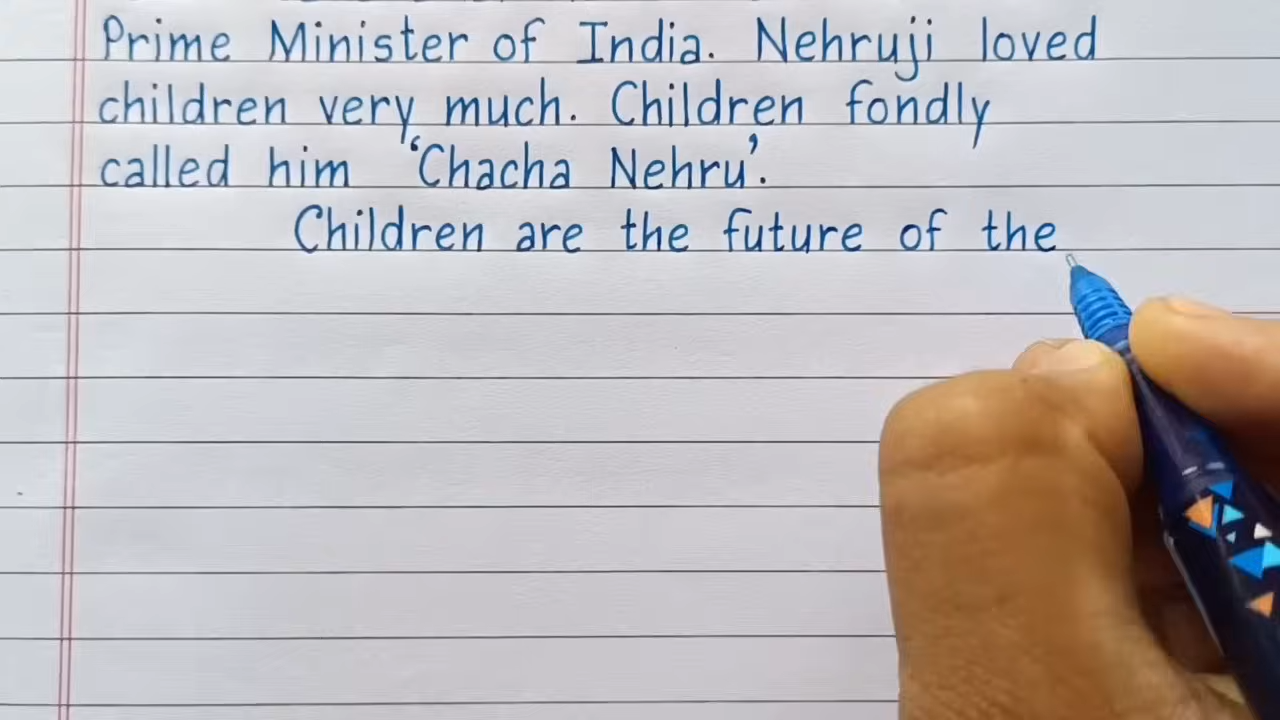 Prime Minister of India. Nehruji loved
children very much. Children fondly
called him 'Chacha Nehru'.
Children are the future of the